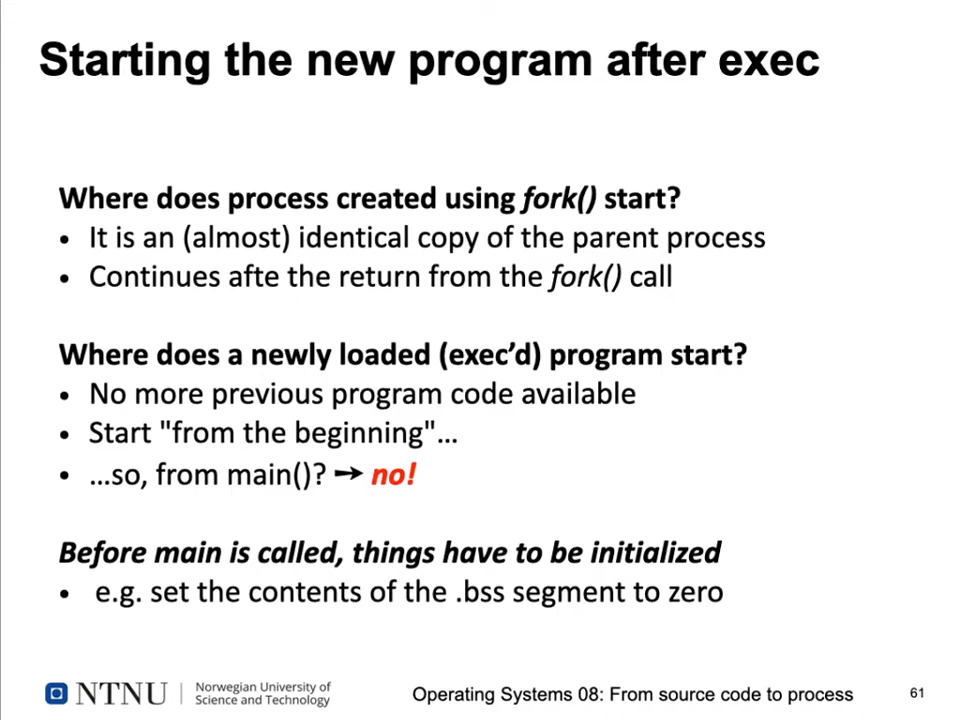 Starting the new program after exec
Where does process created using fork() start?
• It is an (almost) identical copy of the parent process
• Continues afte the return from the fork() call
Where does a newly loaded (exec’d) program start?
• No more previous program code available
• Start "from the beginning"…
• …so, from main()? → no!
Before main is called, things have to be initialized
• e.g. set the contents of the .bss segment to zero
NTNU
Norwegian University of
Science and Technology
Operating Systems 08: From source code to process
61